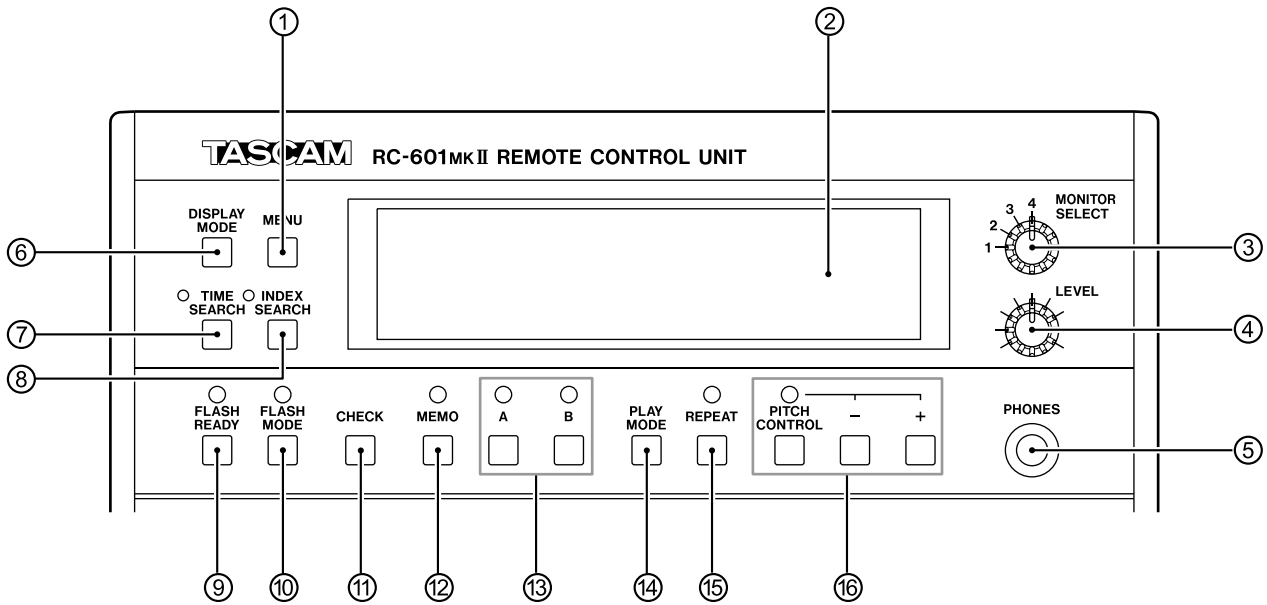 ① ②
TASCAM RC-601MKⅡ REMOTE CONTROL UNIT
DISPLAY MODE
MENU
1 2 3 4
MONITOR SELECT
⑥ ③
TIME SEARCH
INDEX SEARCH
LEVEL
⑦ ④
⑧
FLASH READY
FLASH MODE
CHECK
MEMO
A
B
PLAY MODE
REPEAT
PITCH CONTROL
−
+
PHONES
⑤
⑨ ⑩ ⑪ ⑫ ⑬ ⑭ ⑮ ⑯